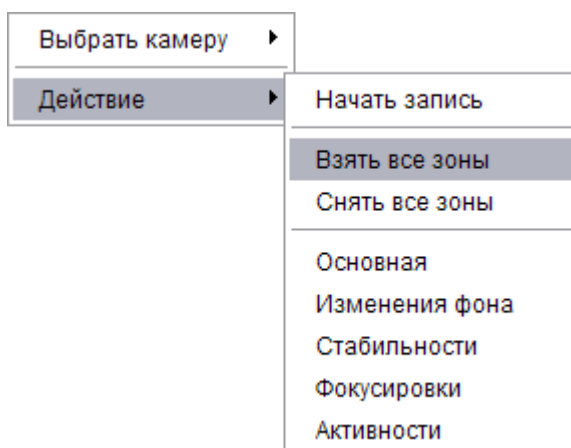 Выбрать камеру
Действие
Начать запись
Взять все зоны
Снять все зоны
Основная
Изменения фона
Стабильности
Фокусировки
Активности